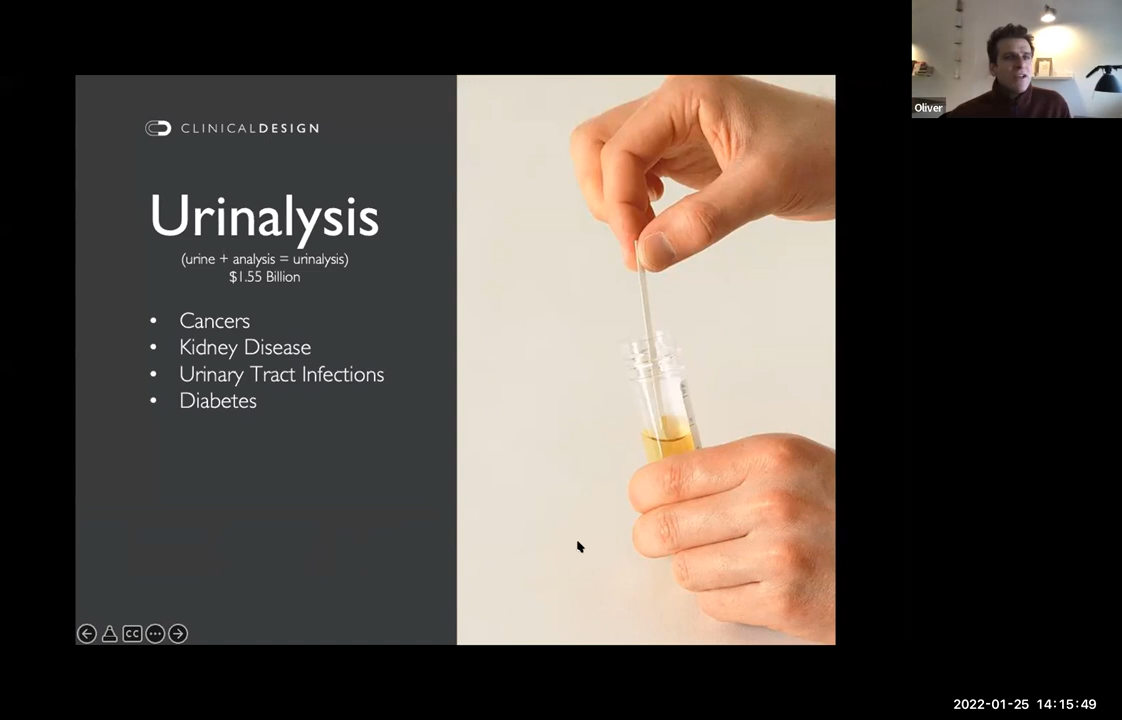 CLINICALDESIGN
Urinalysis
(urine + analysis = urinalysis)
$1.55 Billion
• Cancers
• Kidney Disease
• Urinary Tract Infections
• Diabetes
CC
Oliver
2022-01-25 14:15:49